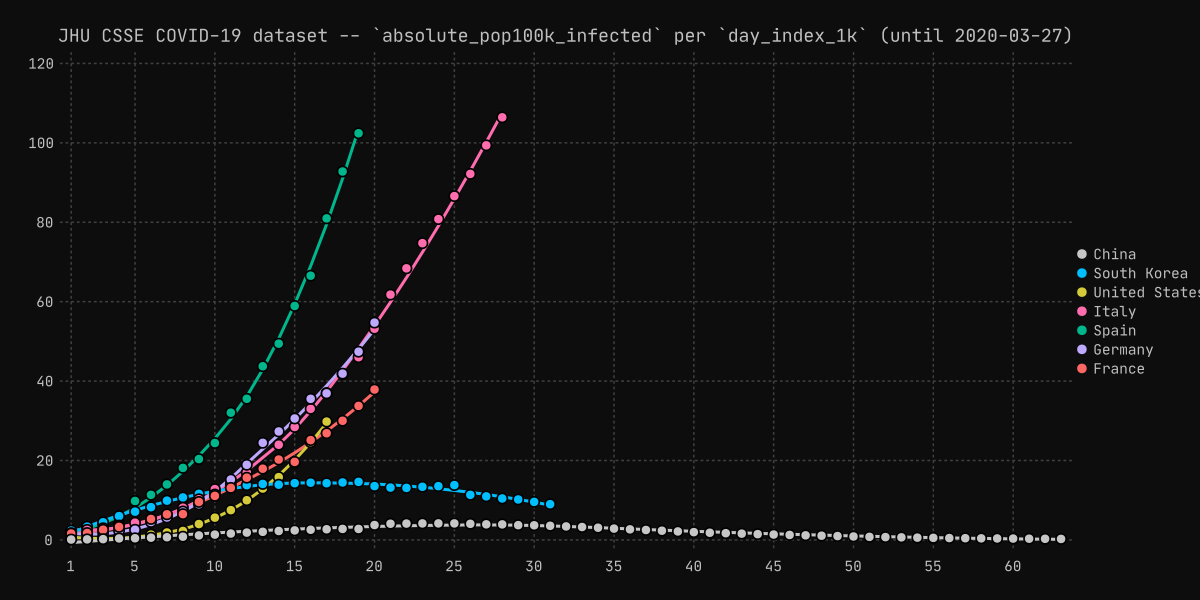 JHU CSSE COVID-19 dataset -- `absolute_pop100k_infected` per `day_index_1k` (until 2020-03-27)
120
100
80
60
40
20
0
1 5 10 15 20 25 30 35 40 45 50 55 60
China
South Korea
United States
Italy
Spain
Germany
France